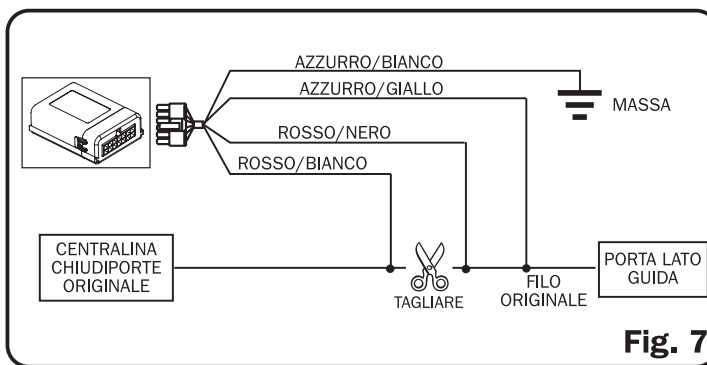 AZZURRO/BIANCO
AZZURRO/GIALLO
MASSA
ROSSO/NERO
ROSSO/BIANCO
CENTRALINA
CHIUDIPORTE
ORIGINALE
TAGLIARE
FILO
ORIGINALE
PORTA LATO
GUIDA
Fig. 7